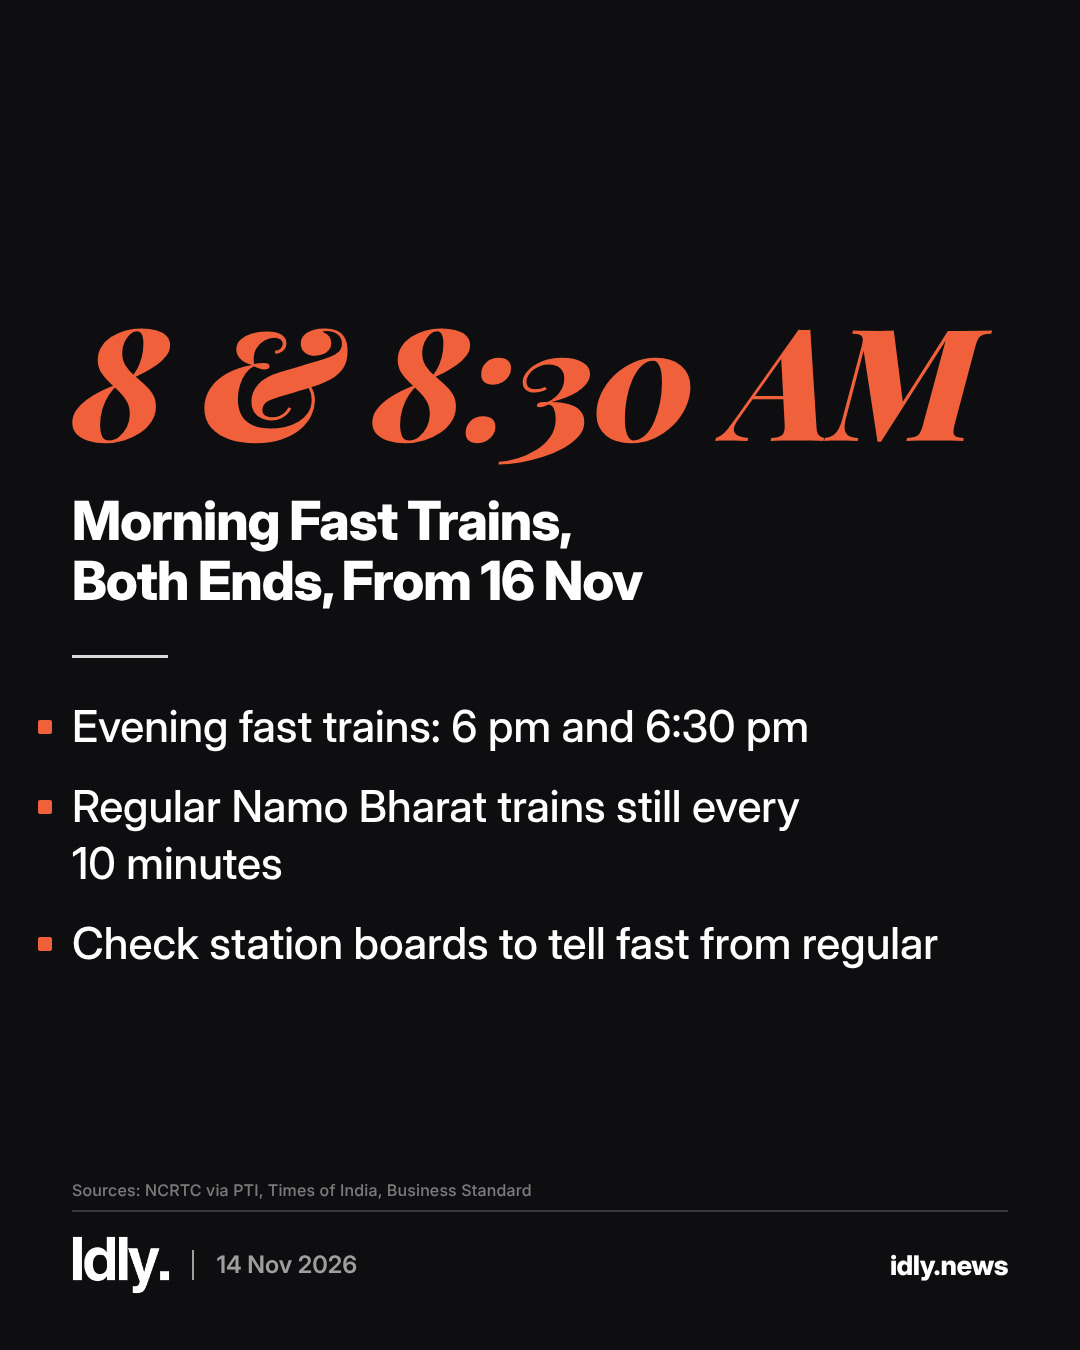 8 & 8:30 AM
Morning Fast Trains,
Both Ends, From 16 Nov
Evening fast trains: 6 pm and 6:30 pm
Regular Namo Bharat trains still every
10 minutes
Check station boards to tell fast from regular
Sources: NCRTC via PTI, Times of India, Business Standard
Idly. | 14 Nov 2026
idly.news